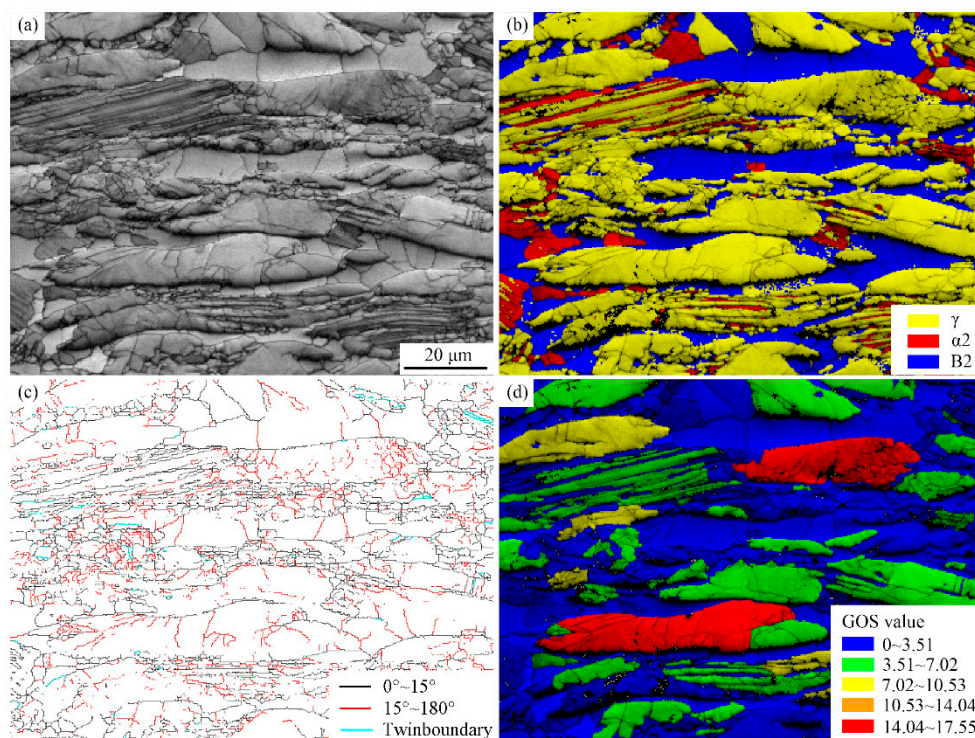 (a)
20 μm
(b)
γ
α2
B2
(c)
0°~15°
15°~180°
Twinboundary
(d)
GOS value
0~3.51
3.51~7.02
7.02~10.53
10.53~14.04
14.04~17.55